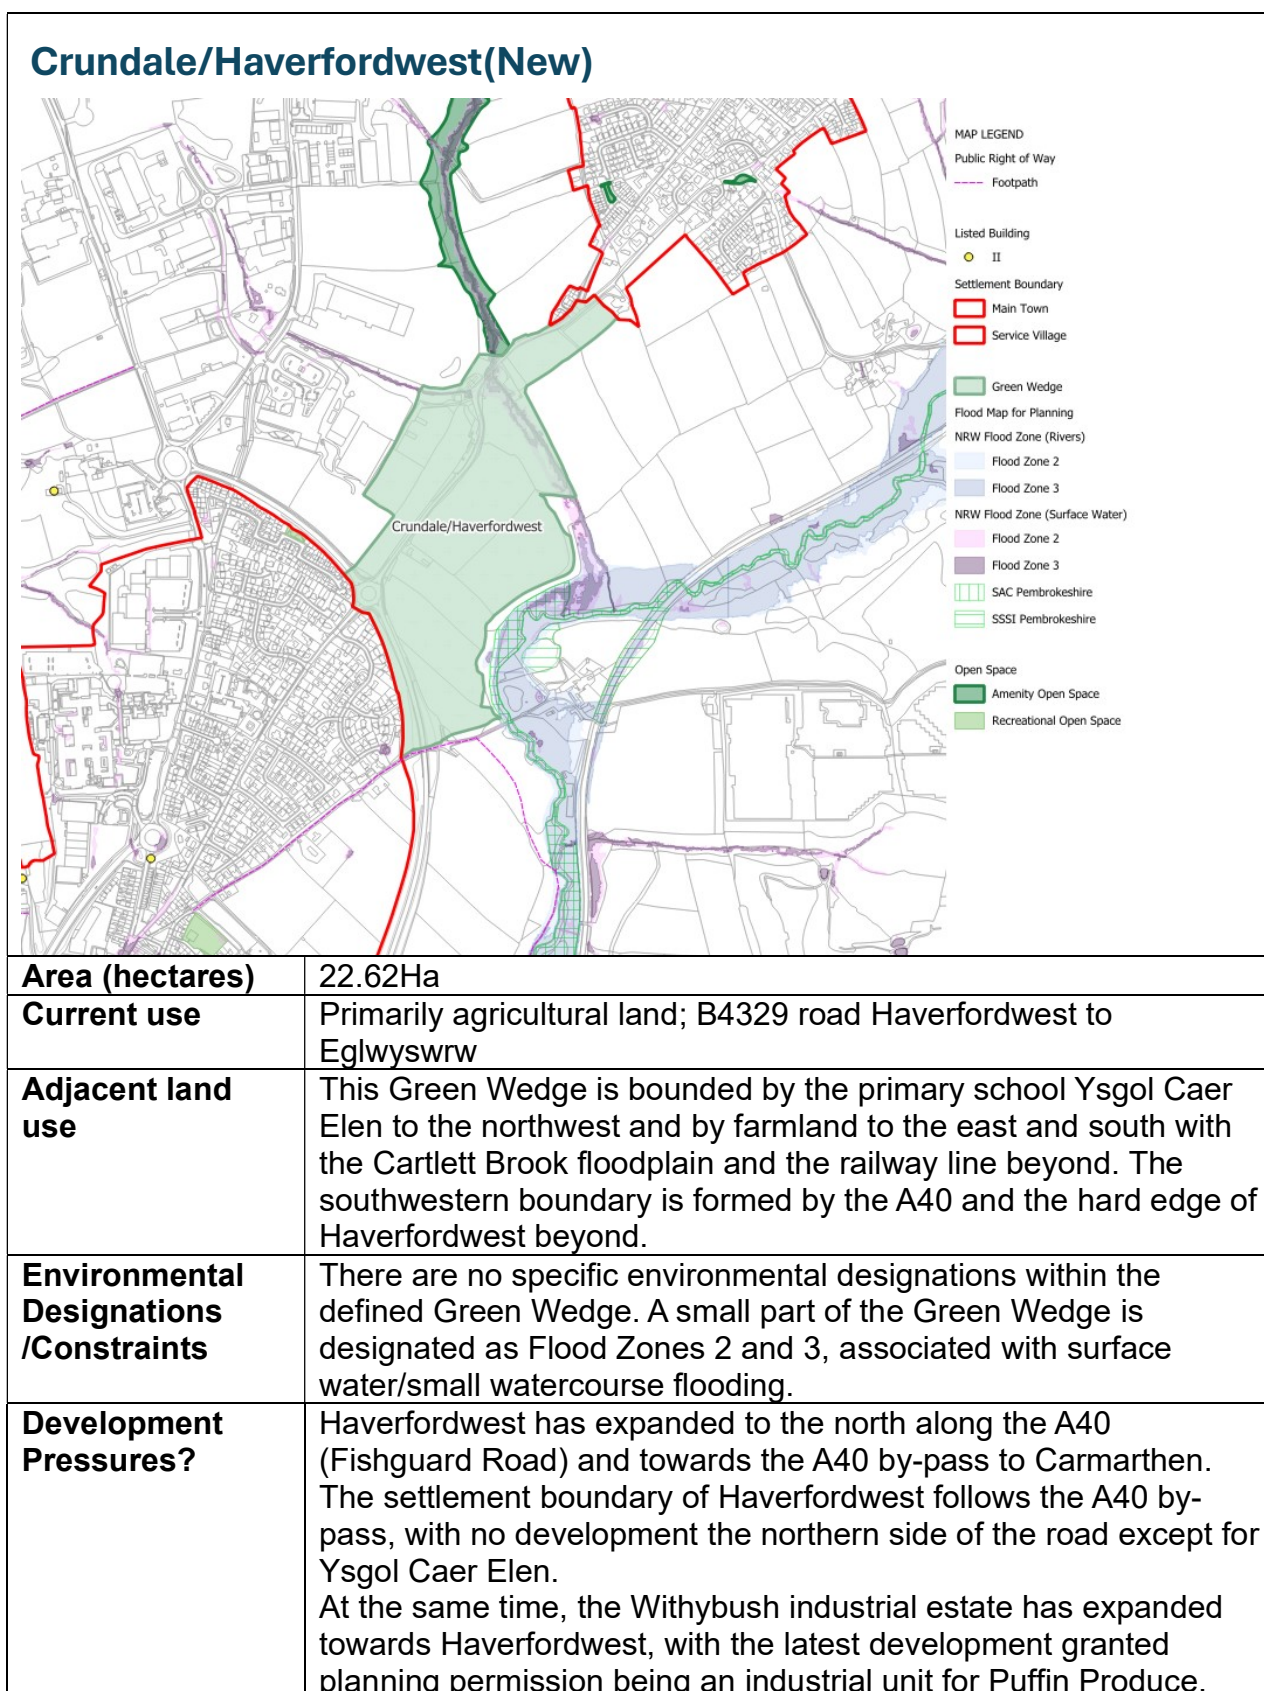 Crundale/Haverfordwest(New)
MAP LEGEND
Public Right of Way
Footpath
Listed Building
II
Settlement Boundary
Main Town
Service Village
Green Wedge
Flood Map for Planning
NRW Flood Zone (Rivers)
Flood Zone 2
Flood Zone 3
NRW Flood Zone (Surface Water)
Flood Zone 2
Flood Zone 3
SAC Pembrokeshire
SSSI Pembrokeshire
Open Space
Amenity Open Space
Recreational Open Space
Crundale/Haverfordwest
Area (hectares)
22.62Ha
Current use
Primarily agricultural land; B4329 road Haverfordwest to
Eglwyswrw
Adjacent land
use
This Green Wedge is bounded by the primary school Ysgol Caer
Elen to the northwest and by farmland to the east and south with
the Cartlett Brook floodplain and the railway line beyond. The
southwestern boundary is formed by the A40 and the hard edge of
Haverfordwest beyond.
Environmental
Designations
/Constraints
There are no specific environmental designations within the
defined Green Wedge. A small part of the Green Wedge is
designated as Flood Zones 2 and 3, associated with surface
water/small watercourse flooding.
Development
Pressures?
Haverfordwest has expanded to the north along the A40
(Fishguard Road) and towards the A40 by-pass to Carmarthen.
The settlement boundary of Haverfordwest follows the A40 by-
pass, with no development the northern side of the road except for
Ysgol Caer Elen.
At the same time, the Withybush industrial estate has expanded
towards Haverfordwest, with the latest development granted
planning permission being an industrial unit for Puffin Produce.